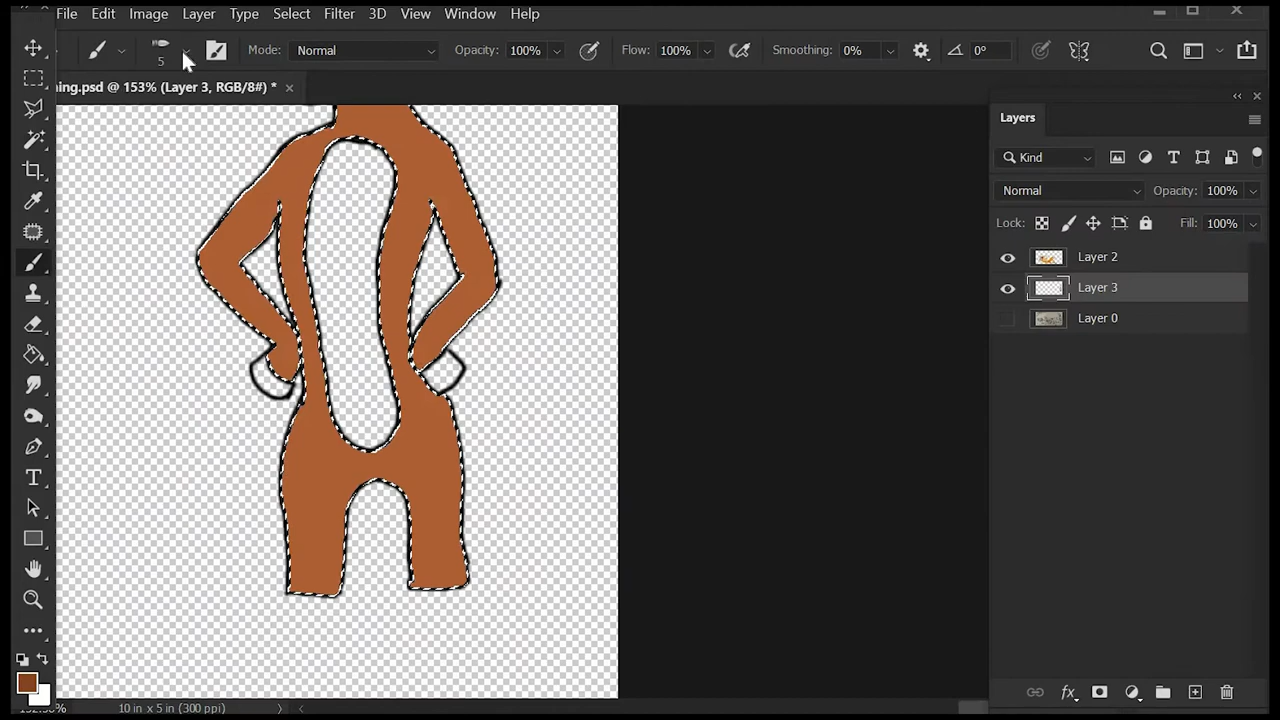 File Edit Image Layer Type Select Filter 3D View Window Help
5 Mode: Normal Opacity: 100% Flow: 100% Smoothing: 0% 0°
ing.psd @ 153% (Layer 3, RGB/8#) *
Layers
Kind
Normal Opacity: 100%
Lock: Fill: 100%
Layer 2
Layer 3
Layer 0
10 in x 5 in (300 ppi)